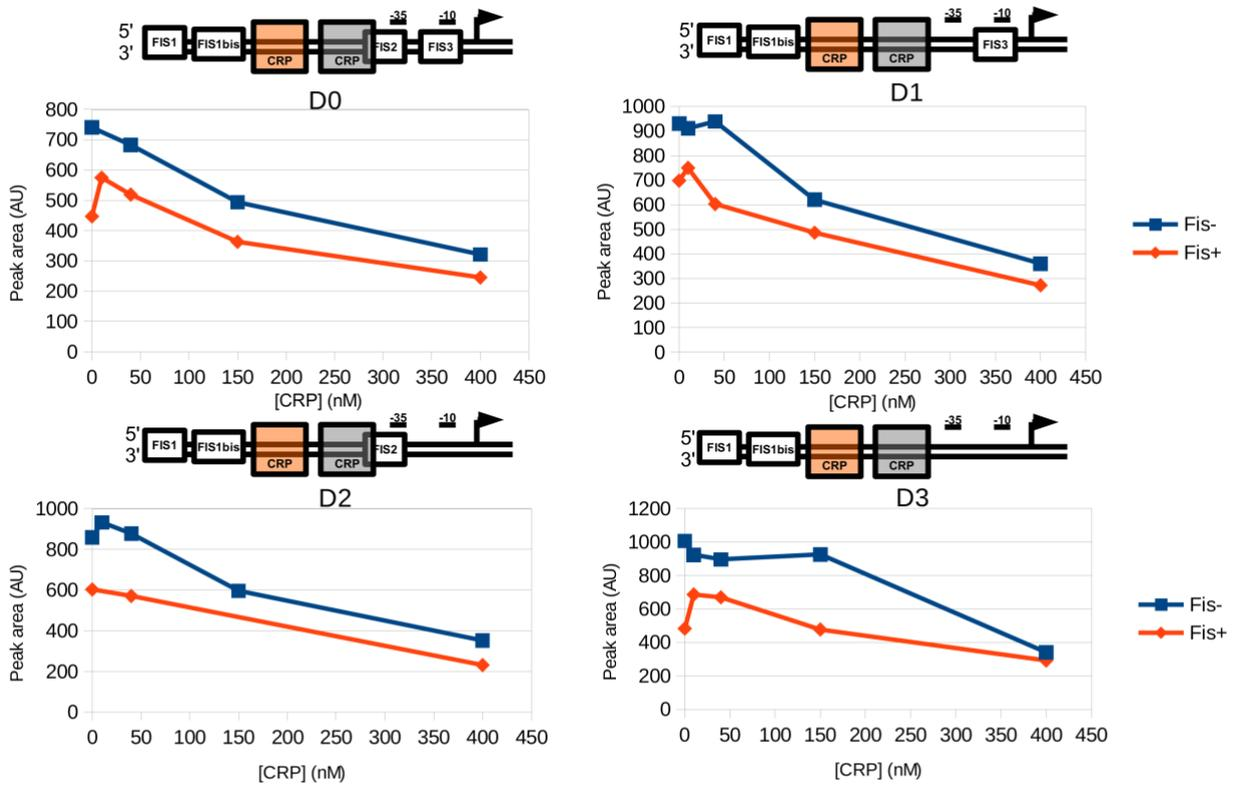 -35 -10
5' FIS1 FIS1bis CRP CRP FIS2 FIS3
3'
D0
800
700
600
500
400
300
200
100
0
Peak area (AU)
0 50 100 150 200 250 300 350 400 450
[CRP] (nM)
-35 -10
5' FIS1 FIS1bis CRP CRP FIS3
3'
D1
1000
900
800
700
600
500
400
300
200
100
0
Peak area (AU)
0 50 100 150 200 250 300 350 400 450
[CRP] (nM)
Fis-
Fis+
-35 -10
5' FIS1 FIS1bis CRP CRP FIS2
3'
D2
1000
800
600
400
200
0
Peak area (AU)
0 50 100 150 200 250 300 350 400 450
[CRP] (nM)
-35 -10
5' FIS1 FIS1bis CRP CRP
3'
D3
1200
1000
800
600
400
200
0
Peak area (AU)
0 50 100 150 200 250 300 350 400 450
[CRP] (nM)
Fis-
Fis+